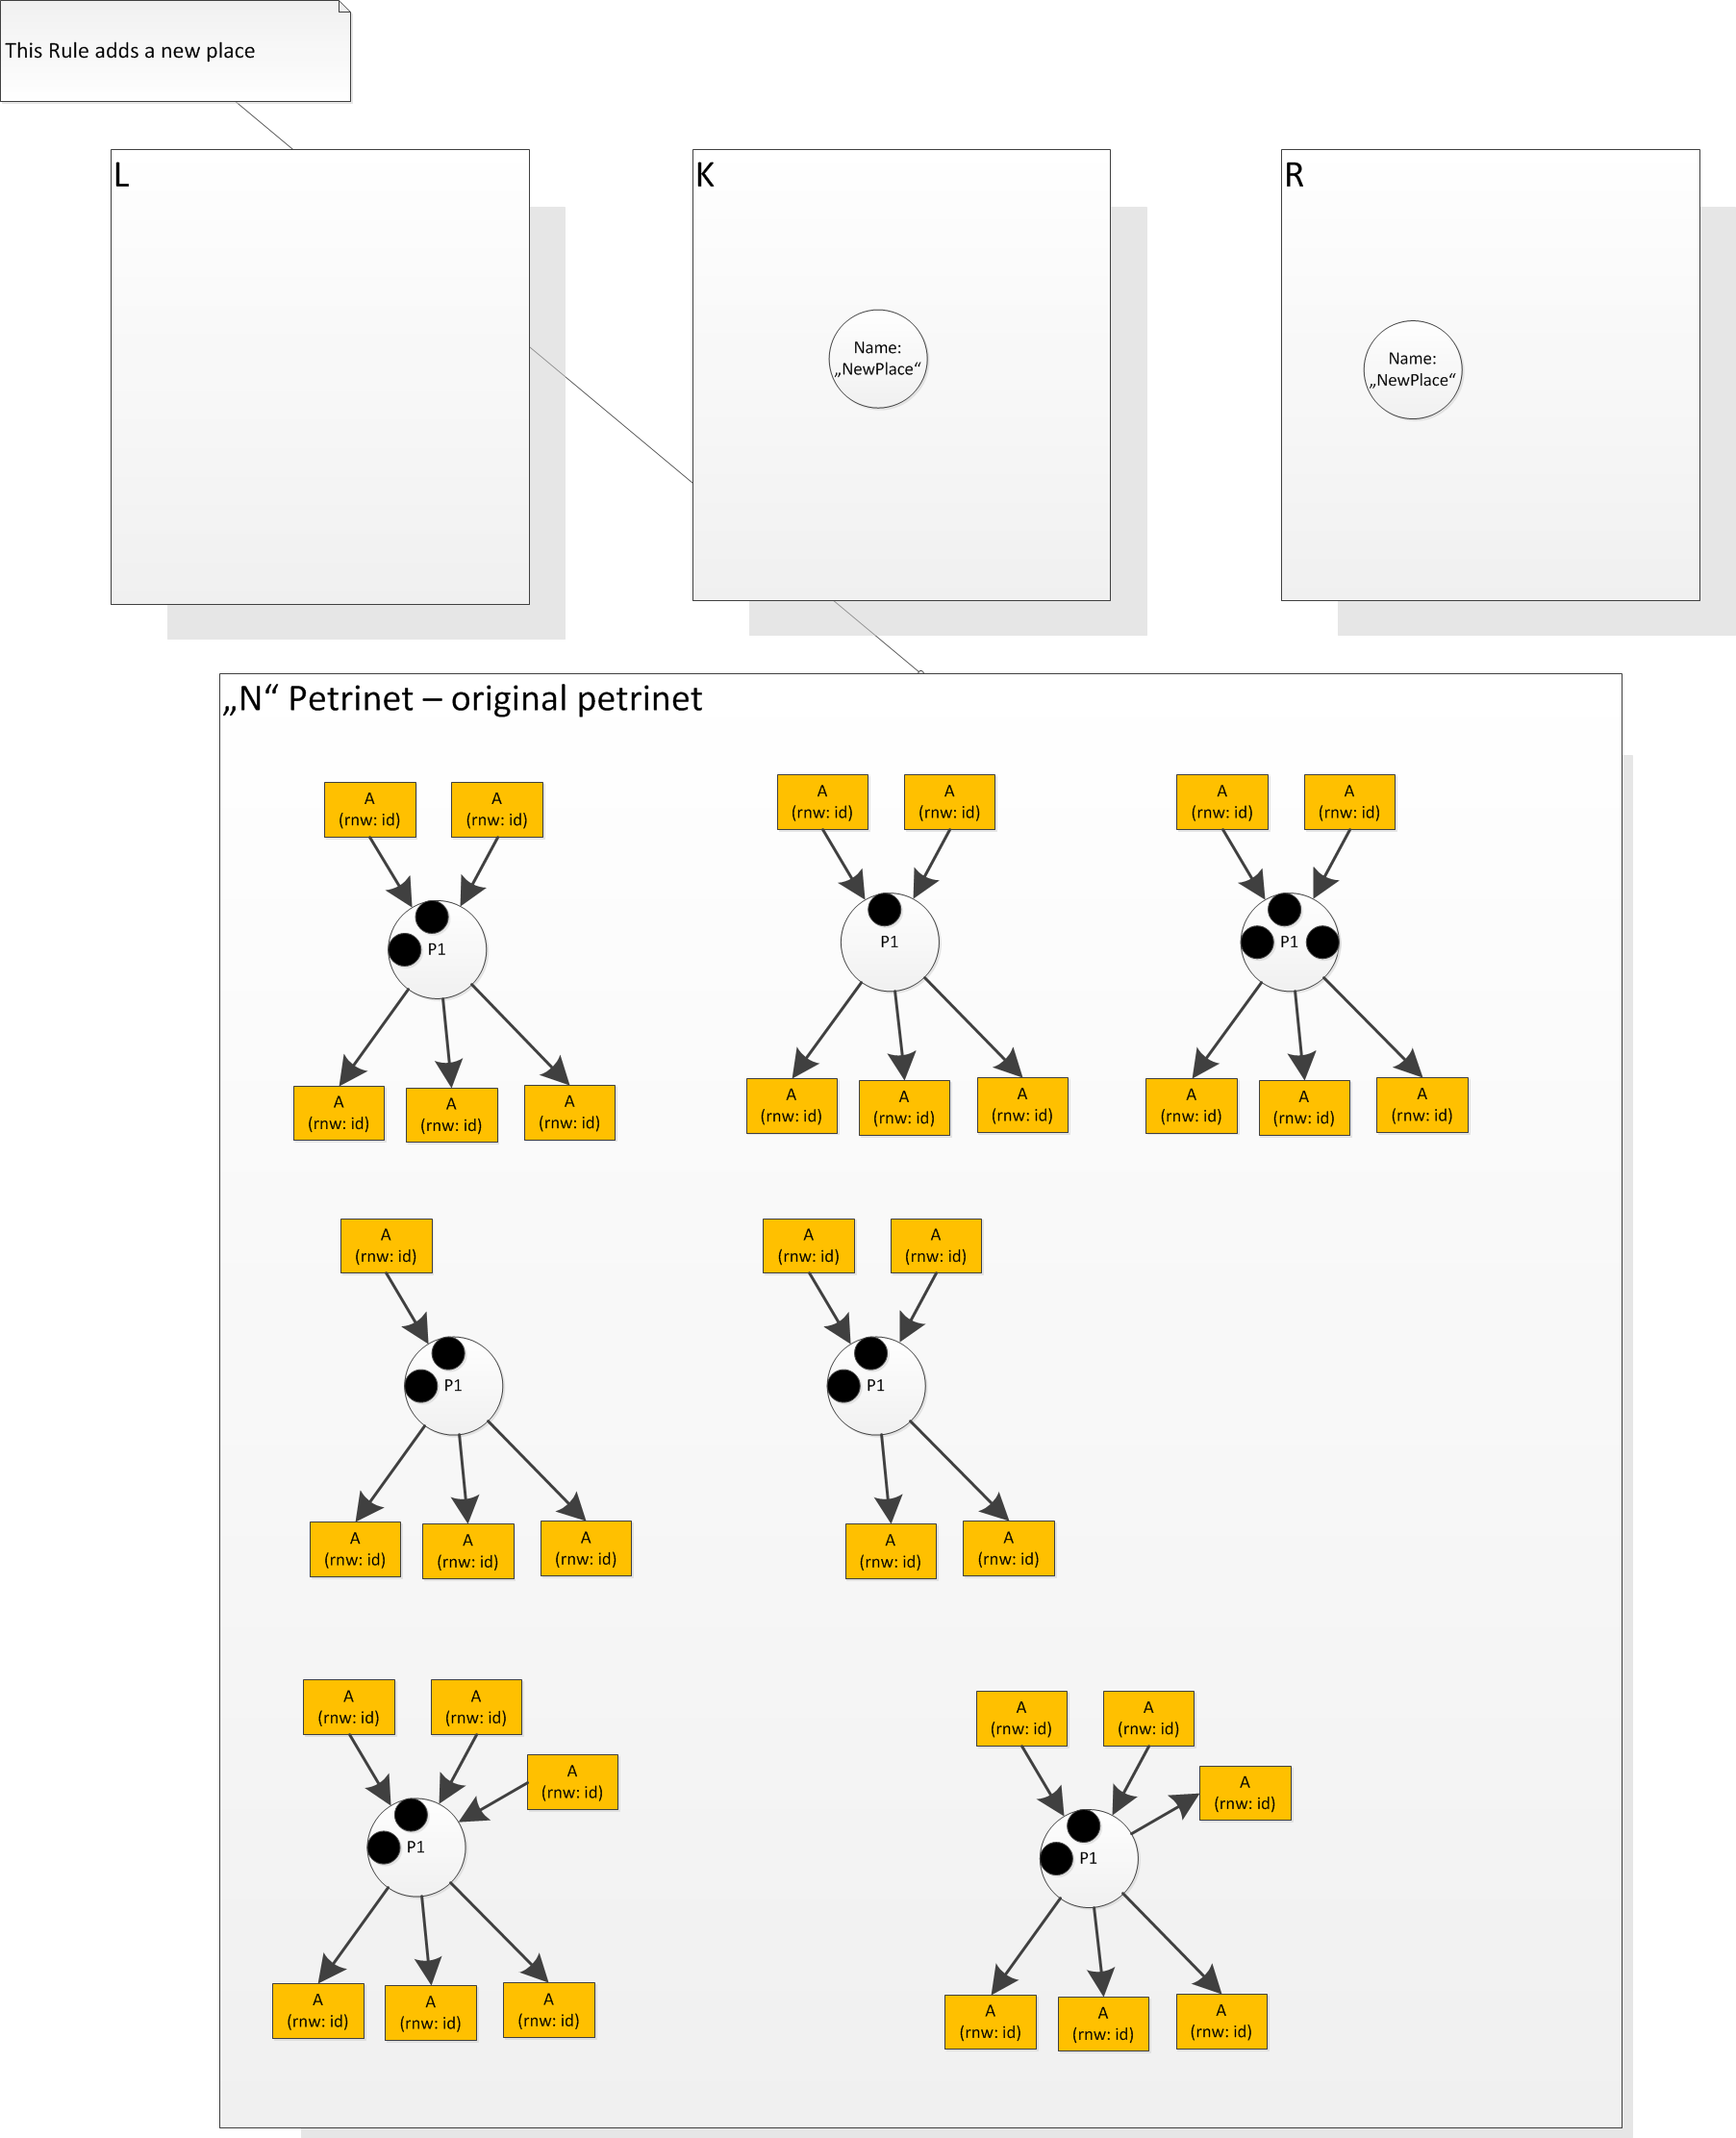 This Rule adds a new place
L
K
R
Name:
„NewPlace“
Name:
„NewPlace“
„N“ Petrinet – original petrinet
A
(rnw: id)
A
(rnw: id)
A
(rnw: id)
A
(rnw: id)
A
(rnw: id)
A
(rnw: id)
P1
P1
P1
A
(rnw: id)
A
(rnw: id)
A
(rnw: id)
A
(rnw: id)
A
(rnw: id)
A
(rnw: id)
A
(rnw: id)
A
(rnw: id)
A
(rnw: id)
A
(rnw: id)
A
(rnw: id)
A
(rnw: id)
P1
P1
A
(rnw: id)
A
(rnw: id)
A
(rnw: id)
A
(rnw: id)
A
(rnw: id)
A
(rnw: id)
A
(rnw: id)
A
(rnw: id)
A
(rnw: id)
A
(rnw: id)
A
(rnw: id)
P1
P1
A
(rnw: id)
A
(rnw: id)
A
(rnw: id)
A
(rnw: id)
A
(rnw: id)
A
(rnw: id)